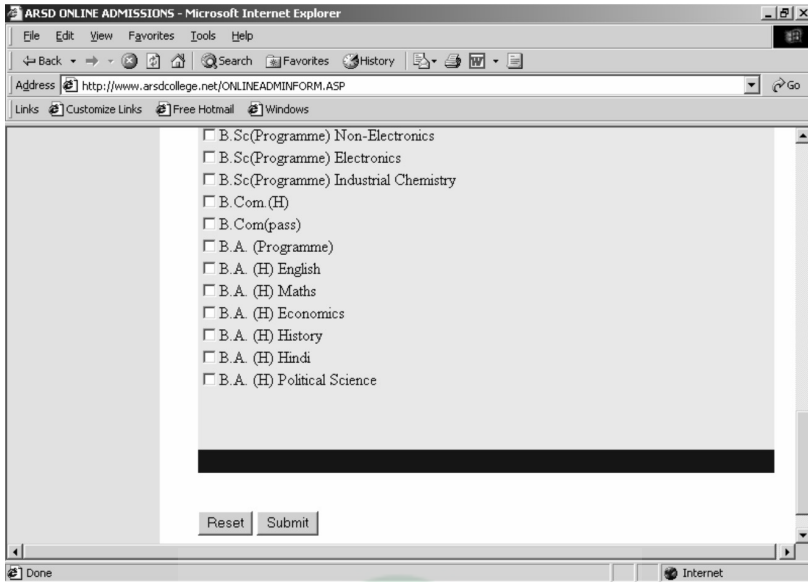 ARSD ONLINE ADMISSIONS - Microsoft Internet Explorer
File Edit View Favorites Tools Help
Back Search Favorites History
Address http://www.arsdcollege.net/ONLINEADMINFORM.ASP Go
Links Customize Links Free Hotmail Windows
B.Sc(Programme) Non-Electronics
B.Sc(Programme) Electronics
B.Sc(Programme) Industrial Chemistry
B.Com.(H)
B.Com(pass)
B.A. (Programme)
B.A. (H) English
B.A. (H) Maths
B.A. (H) Economics
B.A. (H) History
B.A. (H) Hindi
B.A. (H) Political Science
Reset Submit
Done Internet